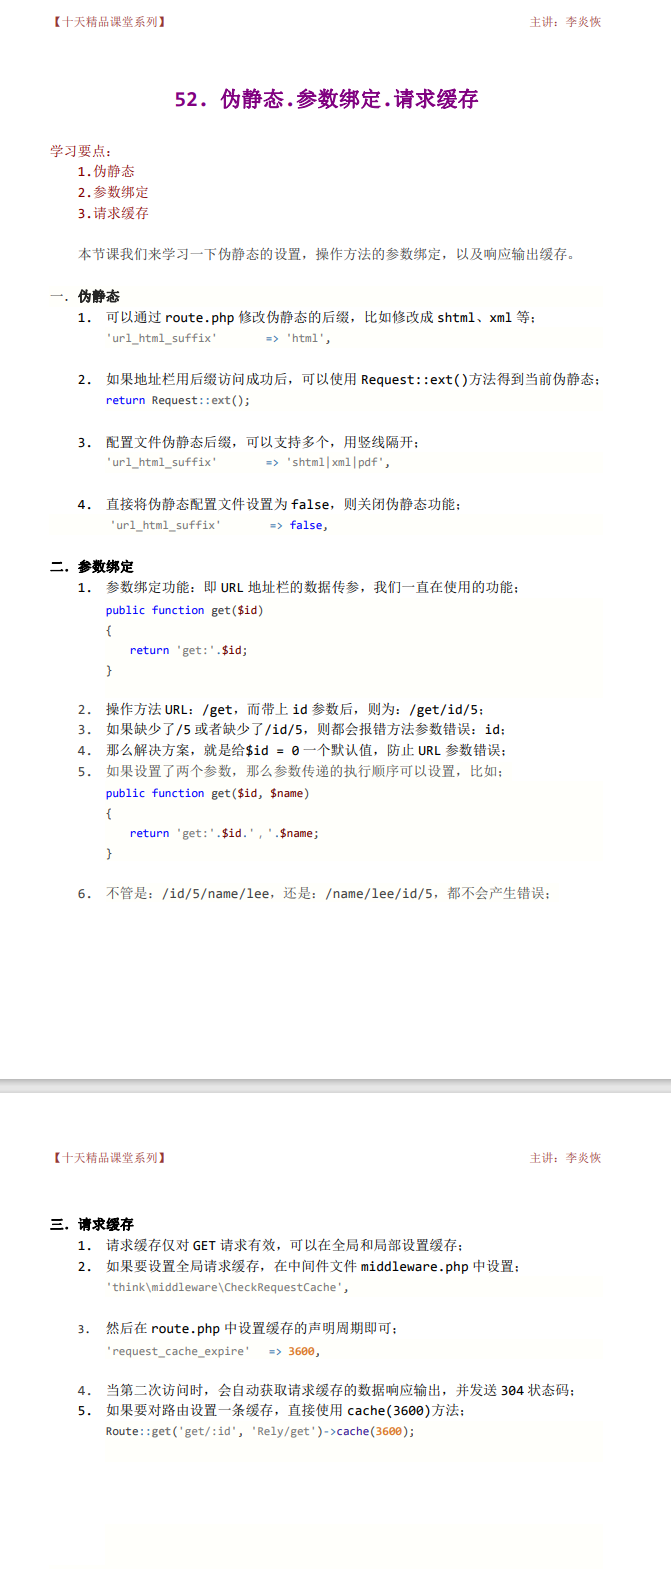 【十天精品课堂系列】 主讲：李炎恢
52. 伪静态.参数绑定.请求缓存
学习要点：
1.伪静态
2.参数绑定
3.请求缓存
本节课我们来学习一下伪静态的设置，操作方法的参数绑定，以及响应输出缓存。
一. 伪静态
1. 可以通过 route.php 修改伪静态的后缀，比如修改成 shtml、xml 等；
'url_html_suffix' => 'html',
2. 如果地址栏用后缀访问成功后，可以使用 Request::ext()方法得到当前伪静态；
return Request::ext();
3. 配置文件伪静态后缀，可以支持多个，用竖线隔开；
'url_html_suffix' => 'shtml|xml|pdf',
4. 直接将伪静态配置文件设置为 false，则关闭伪静态功能；
'url_html_suffix' => false,
二. 参数绑定
1. 参数绑定功能：即 URL 地址栏的数据传参，我们一直在使用的功能；
public function get($id)
{
return 'get:'.$id;
}
2. 操作方法 URL：/get，而带上 id 参数后，则为：/get/id/5；
3. 如果缺少了/5 或者缺少了/id/5，则都会报错方法参数错误：id；
4. 那么解决方案，就是给$id = 0 一个默认值，防止 URL 参数错误；
5. 如果设置了两个参数，那么参数传递的执行顺序可以设置，比如；
public function get($id, $name)
{
return 'get:'.$id.','.$name;
}
6. 不管是：/id/5/name/lee，还是：/name/lee/id/5，都不会产生错误；
【十天精品课堂系列】 主讲：李炎恢
三. 请求缓存
1. 请求缓存仅对 GET 请求有效，可以在全局和局部设置缓存；
2. 如果要设置全局请求缓存，在中间件文件 middleware.php 中设置；
'think\middleware\CheckRequestCache',
3. 然后在 route.php 中设置缓存的声明周期即可；
'request_cache_expire' => 3600,
4. 当第二次访问时，会自动获取请求缓存的数据响应输出，并发送 304 状态码；
5. 如果要对路由设置一条缓存，直接使用 cache(3600)方法；
Route::get('get/:id', 'Rely/get')->cache(3600);